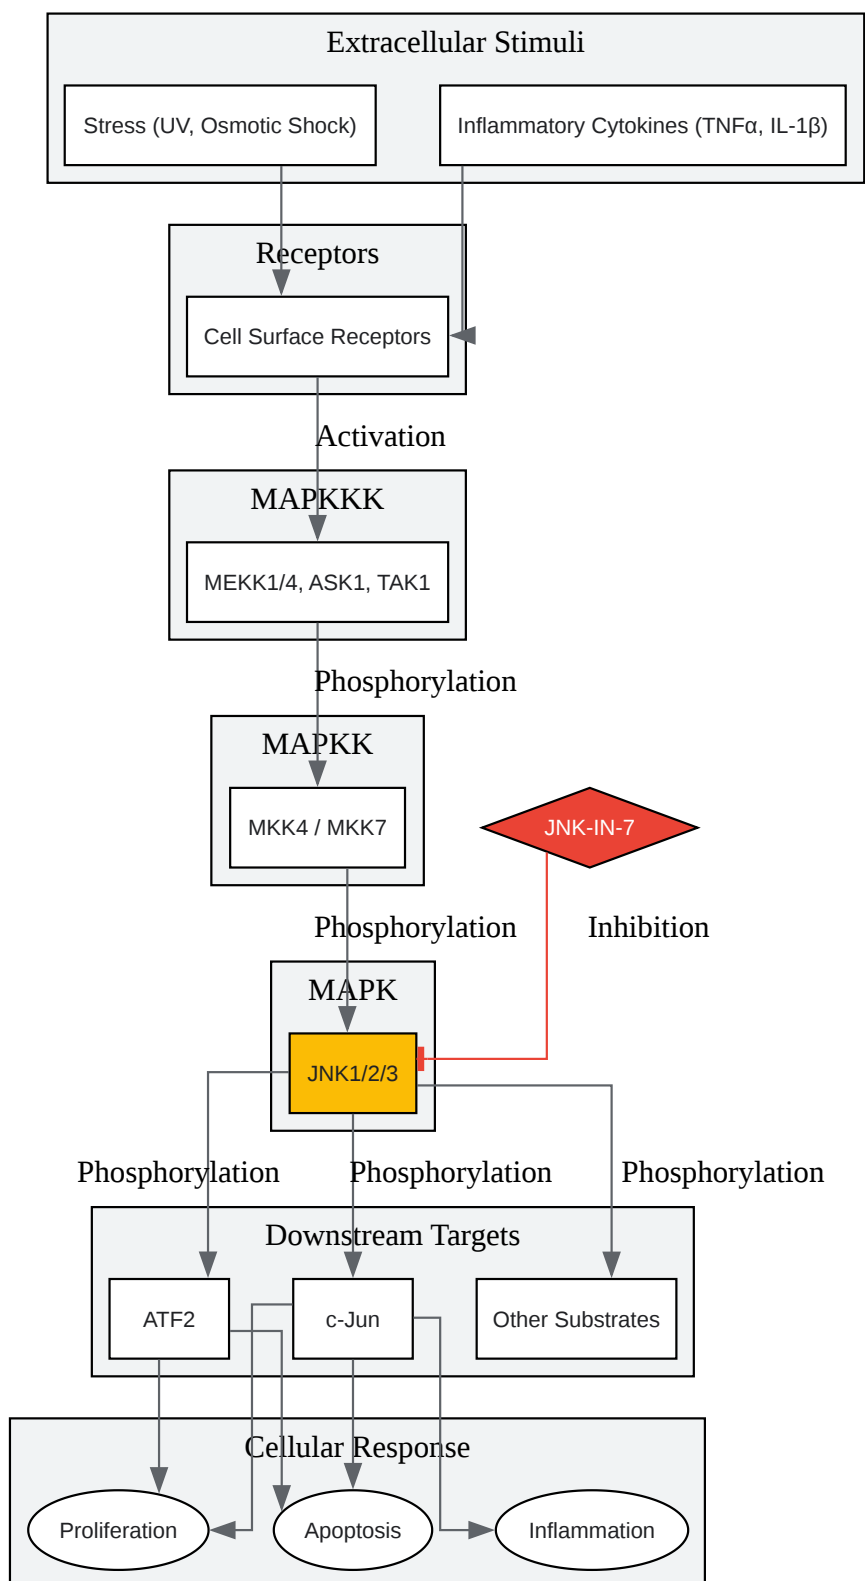 Extracellular Stimuli
Stress (UV, Osmotic Shock)
Inflammatory Cytokines (TNFα, IL-1β)
Receptors
Cell Surface Receptors
Activation
MAPKKK
MEKK1/4, ASK1, TAK1
Phosphorylation
MAPKK
MKK4 / MKK7
JNK-IN-7
Phosphorylation
Inhibition
MAPK
JNK1/2/3
Phosphorylation
Phosphorylation
Phosphorylation
Downstream Targets
ATF2
c-Jun
Other Substrates
Cellular Response
Proliferation
Apoptosis
Inflammation